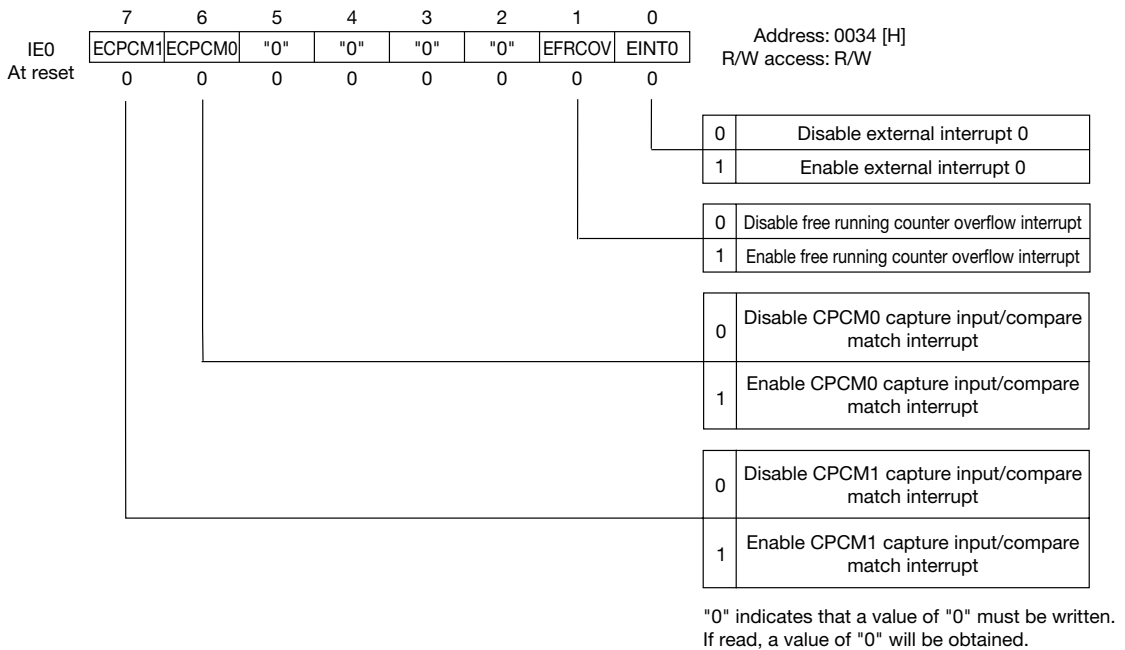 7 6 5 4 3 2 1 0
IE0 ECPCM1 ECPCM0 "0" "0" "0" "0" EFRCOV EINT0
At reset 0 0 0 0 0 0 0 0
Address: 0034 [H]
R/W access: R/W
0 Disable external interrupt 0
1 Enable external interrupt 0
0 Disable free running counter overflow interrupt
1 Enable free running counter overflow interrupt
0 Disable CPCM0 capture input/compare
match interrupt
1 Enable CPCM0 capture input/compare
match interrupt
0 Disable CPCM1 capture input/compare
match interrupt
1 Enable CPCM1 capture input/compare
match interrupt
"0" indicates that a value of "0" must be written.
If read, a value of "0" will be obtained.